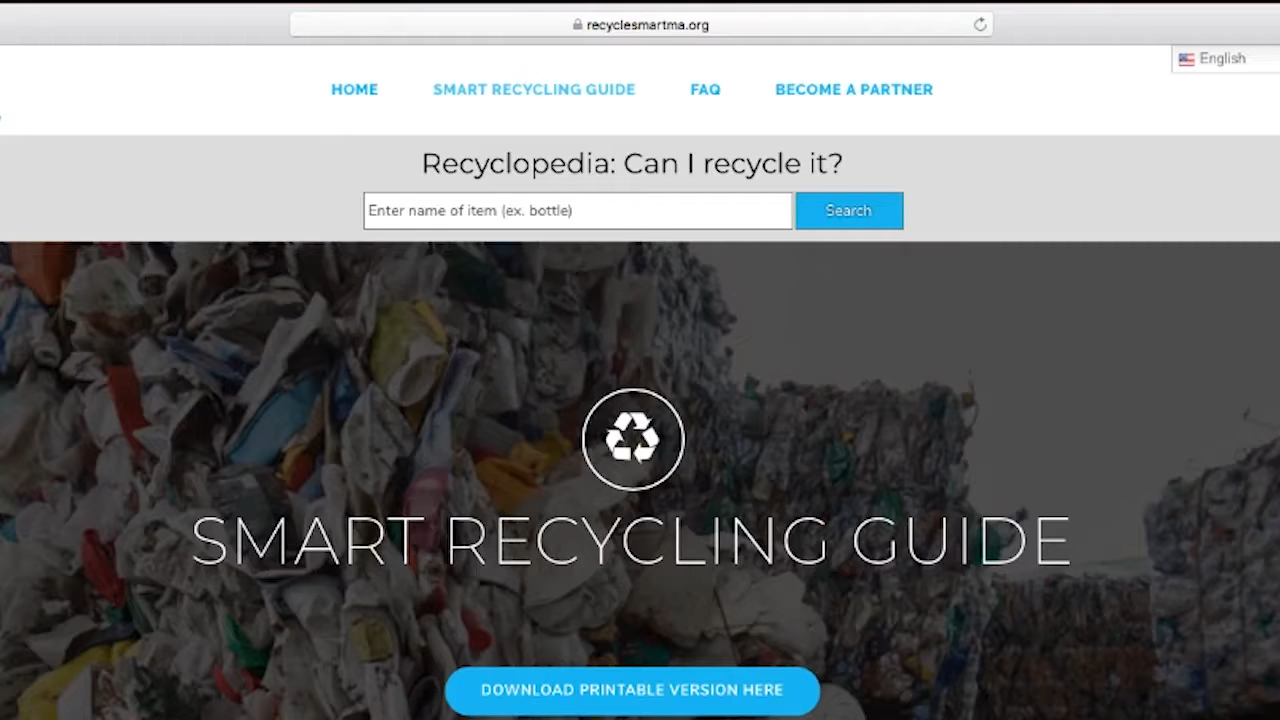 recyclesmartma.org
English
HOME SMART RECYCLING GUIDE FAQ BECOME A PARTNER
Recyclopedia: Can I recycle it?
Enter name of item (ex. bottle) Search
SMART RECYCLING GUIDE
DOWNLOAD PRINTABLE VERSION HERE